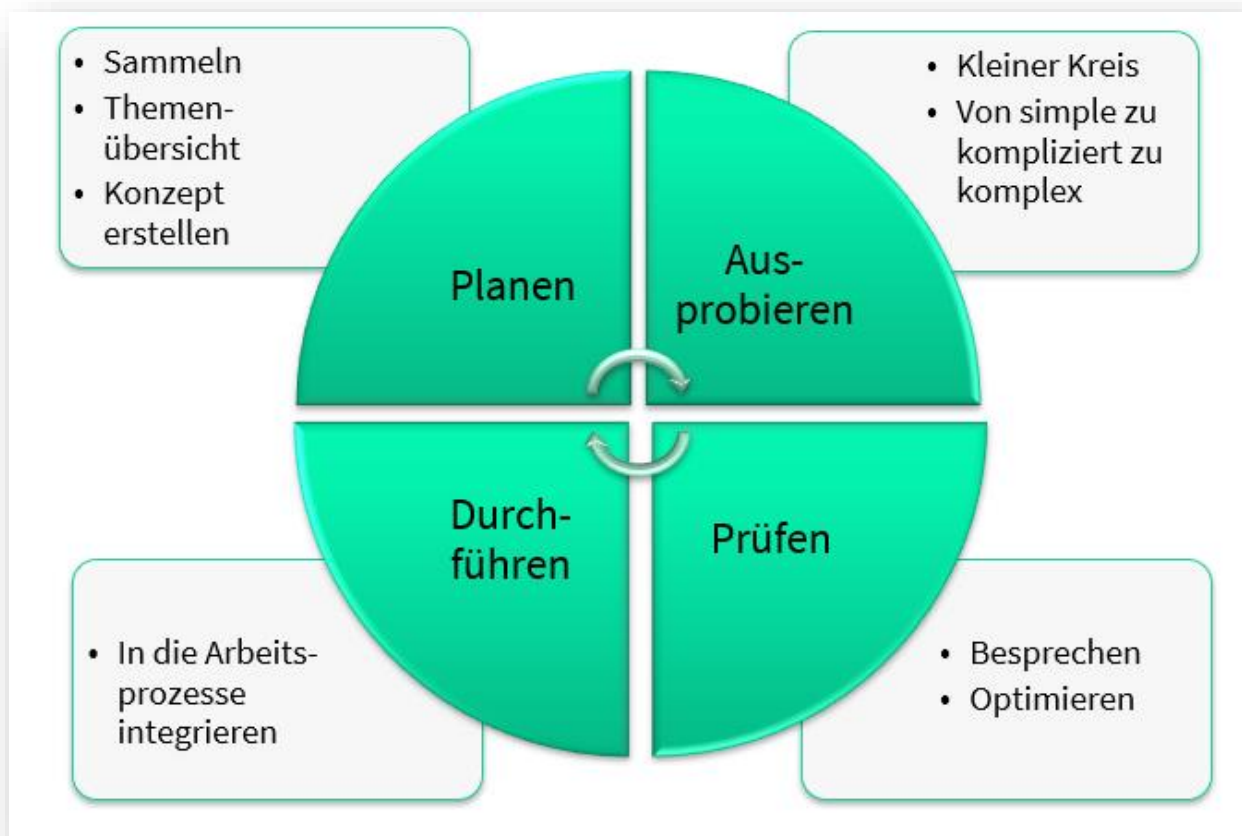 • Sammeln
• Themen-
übersicht
• Konzept
erstellen
• Kleiner Kreis
• Von simple zu
kompliziert zu
komplex
Planen
Aus-
probieren
Durch-
führen
Prüfen
• In die Arbeits-
prozesse
integrieren
• Besprechen
• Optimieren